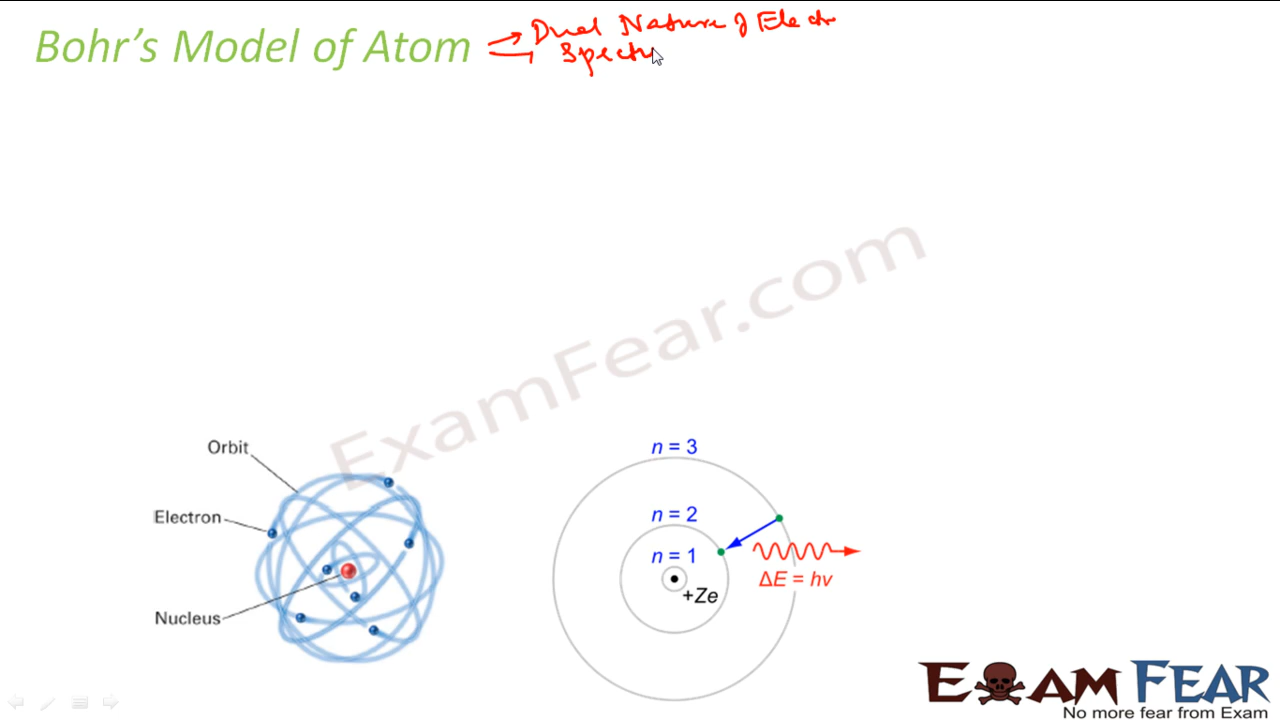 Bohr's Model of Atom
Dual Nature of Electr
Spectr
ExamFear.com
Orbit
Electron
Nucleus
n = 3
n = 2
n = 1
+Ze
ΔE = hν
EXAM FEAR
No more fear from Exam